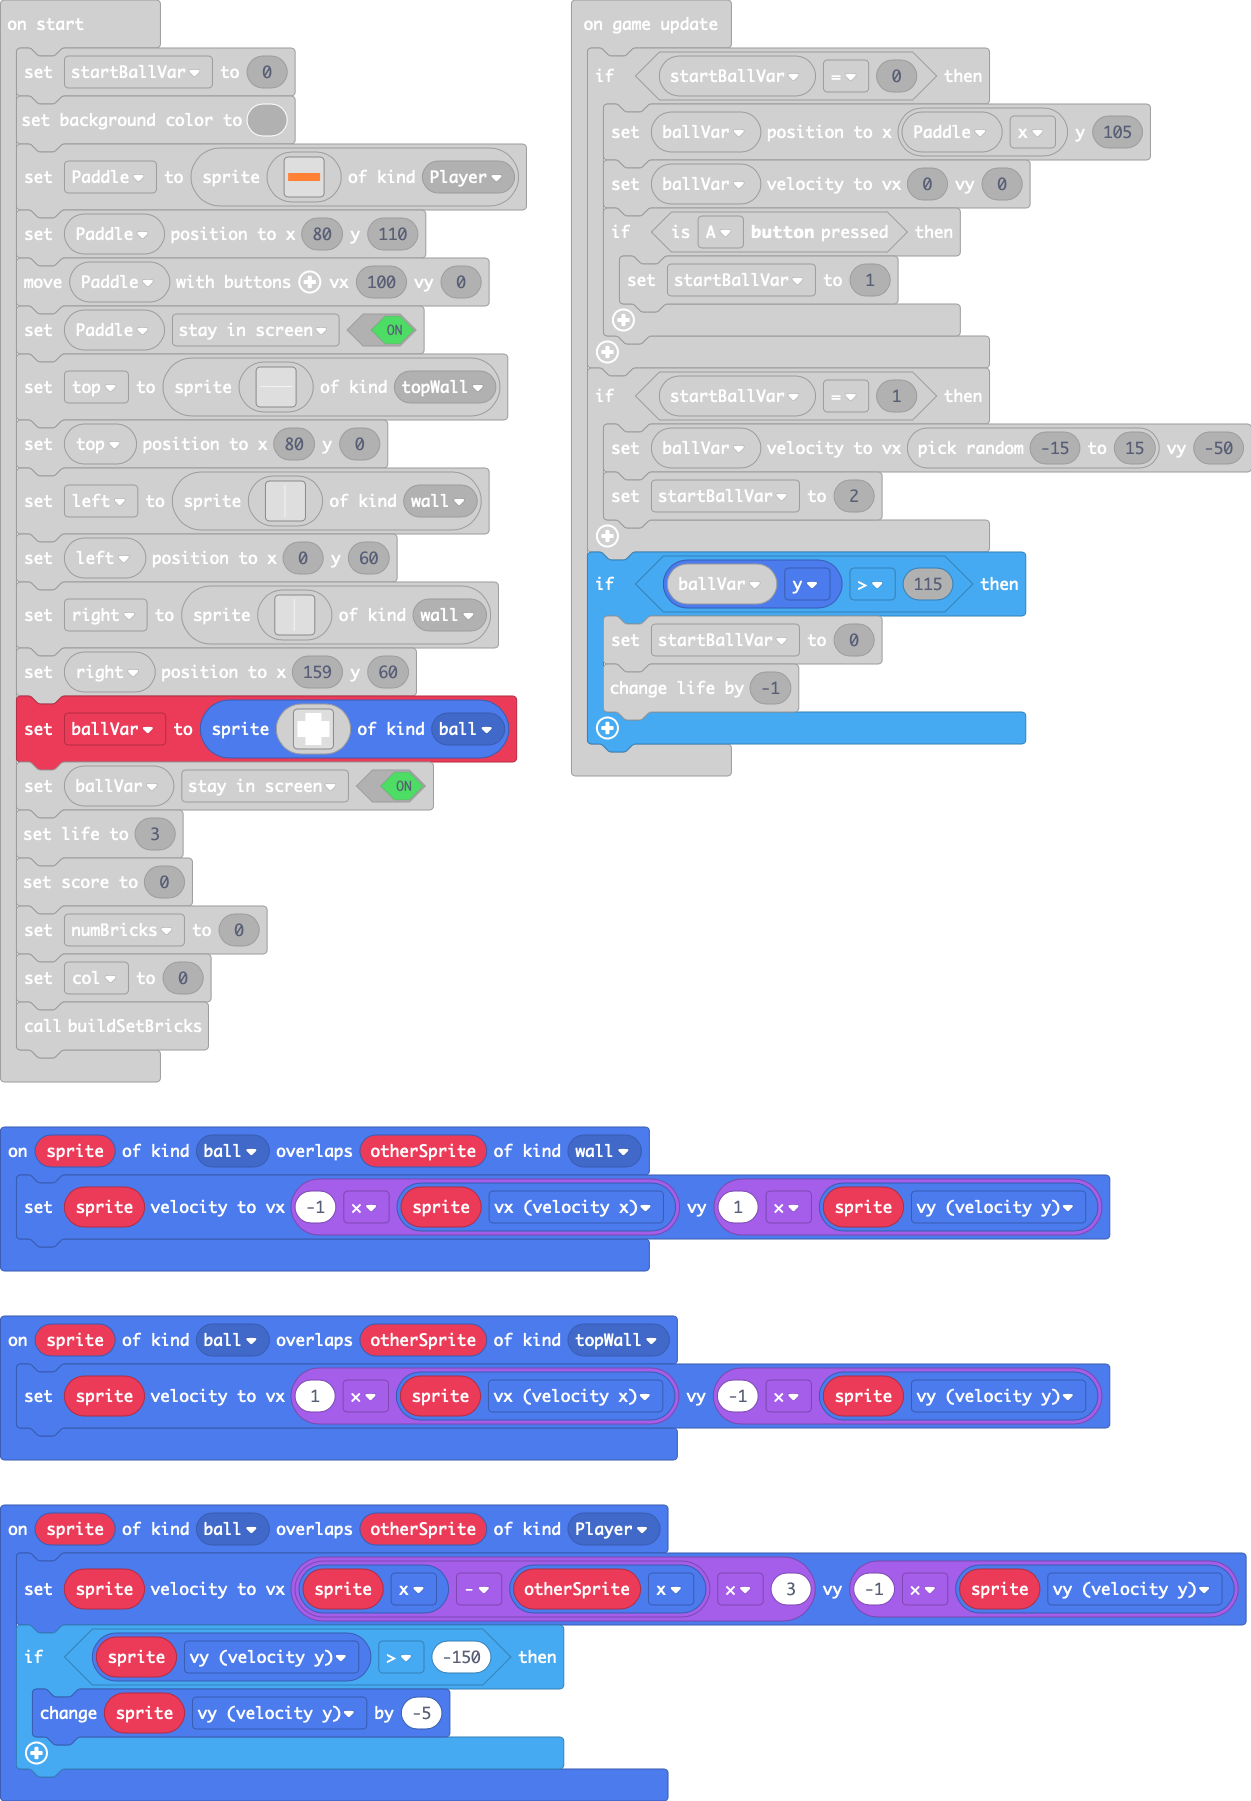 on start
set startBallVar to 0
set background color to
set Paddle to sprite of kind Player
set Paddle position to x 80 y 110
move Paddle with buttons vx 100 vy 0
set Paddle stay in screen ON
set top to sprite of kind topWall
set top position to x 80 y 0
set left to sprite of kind wall
set left position to x 0 y 60
set right to sprite of kind wall
set right position to x 159 y 60
set ballVar to sprite of kind ball
set ballVar stay in screen ON
set life to 3
set score to 0
set numBricks to 0
set col to 0
call buildSetBricks
on game update
if startBallVar = 0 then
set ballVar position to x Paddle x y 105
set ballVar velocity to vx 0 vy 0
if is A button pressed then
set startBallVar to 1
if startBallVar = 1 then
set ballVar velocity to vx pick random -15 to 15 vy -50
set startBallVar to 2
if ballVar y > 115 then
set startBallVar to 0
change life by -1
on sprite of kind ball overlaps otherSprite of kind wall
set sprite velocity to vx -1 × sprite vx (velocity x) vy 1 × sprite vy (velocity y)
on sprite of kind ball overlaps otherSprite of kind topWall
set sprite velocity to vx 1 × sprite vx (velocity x) vy -1 × sprite vy (velocity y)
on sprite of kind ball overlaps otherSprite of kind Player
set sprite velocity to vx sprite x - otherSprite x × 3 vy -1 × sprite vy (velocity y)
if sprite vy (velocity y) > -150 then
change sprite vy (velocity y) by -5